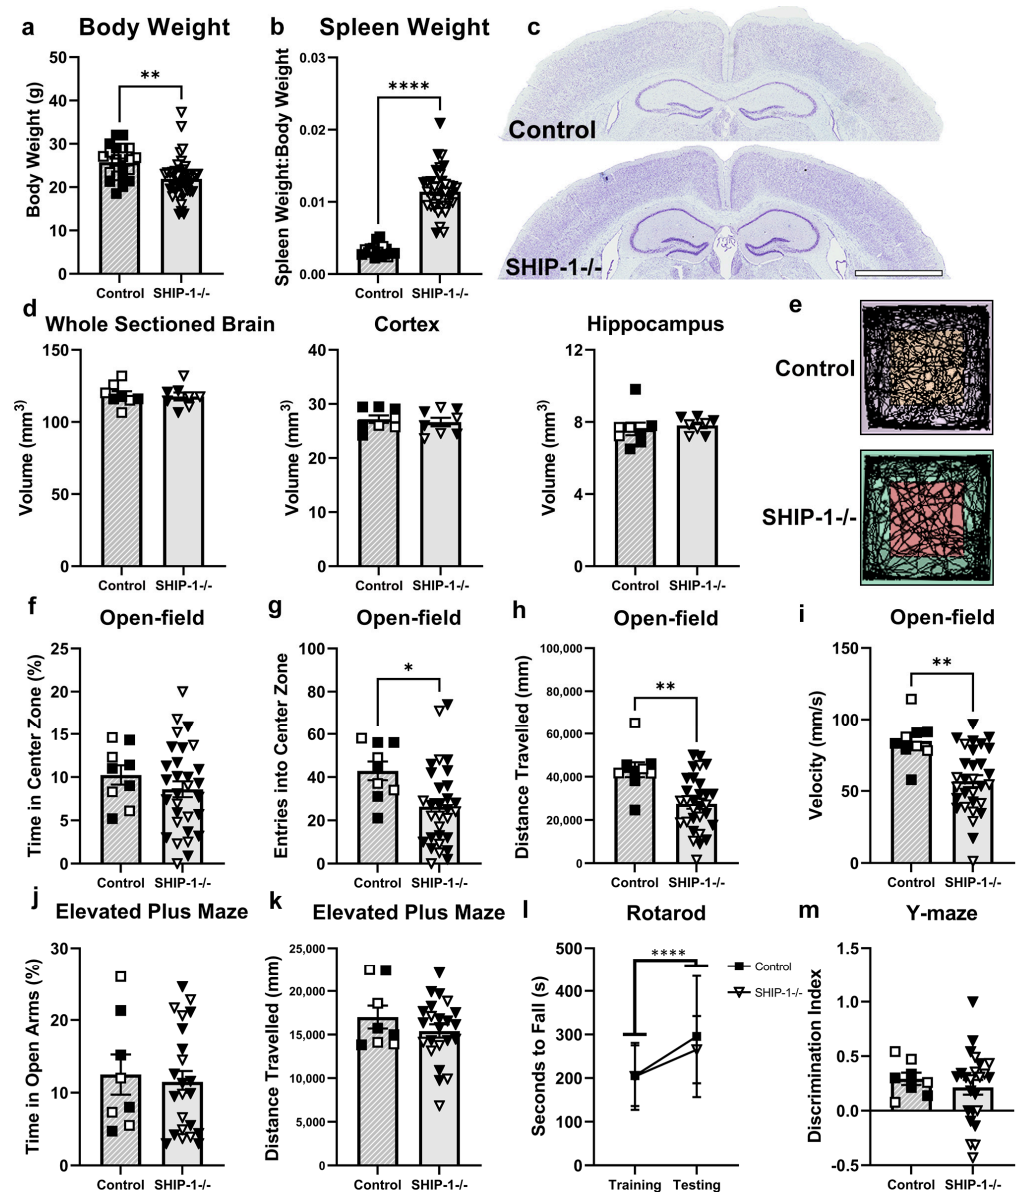 a Body Weight
Body Weight (g)
50
40
30
20
10
0
**
Control SHIP-1-/-
b Spleen Weight
Spleen Weight:Body Weight
0.03
0.02
0.01
0.00
****
Control SHIP-1-/-
c
Control
SHIP-1-/-
d
Whole Sectioned Brain
Volume (mm3)
150
100
50
0
Control SHIP-1-/-
Cortex
Volume (mm3)
40
30
20
10
0
Control SHIP-1-/-
Hippocampus
Volume (mm3)
12
8
4
0
Control SHIP-1-/-
e
Control
SHIP-1-/-
f
Open-field
Time in Center Zone (%)
25
20
15
10
5
0
Control SHIP-1-/-
g
Open-field
Entries into Center Zone
100
80
60
40
20
0
*
Control SHIP-1-/-
h
Open-field
Distance Travelled (mm)
100,000
80,000
60,000
40,000
20,000
0
**
Control SHIP-1-/-
i
Open-field
Velocity (mm/s)
150
100
50
0
**
Control SHIP-1-/-
j
Elevated Plus Maze
Time in Open Arms (%)
30
20
10
0
Control SHIP-1-/-
k
Elevated Plus Maze
Distance Travelled (mm)
25,000
20,000
15,000
10,000
5,000
0
Control SHIP-1-/-
l
Rotarod
Seconds to Fall (s)
500
400
300
200
100
0
****
Control
SHIP-1-/-
Training Testing
m
Y-maze
Discrimination Index
1.5
1.0
0.5
0.0
-0.5
Control SHIP-1-/-